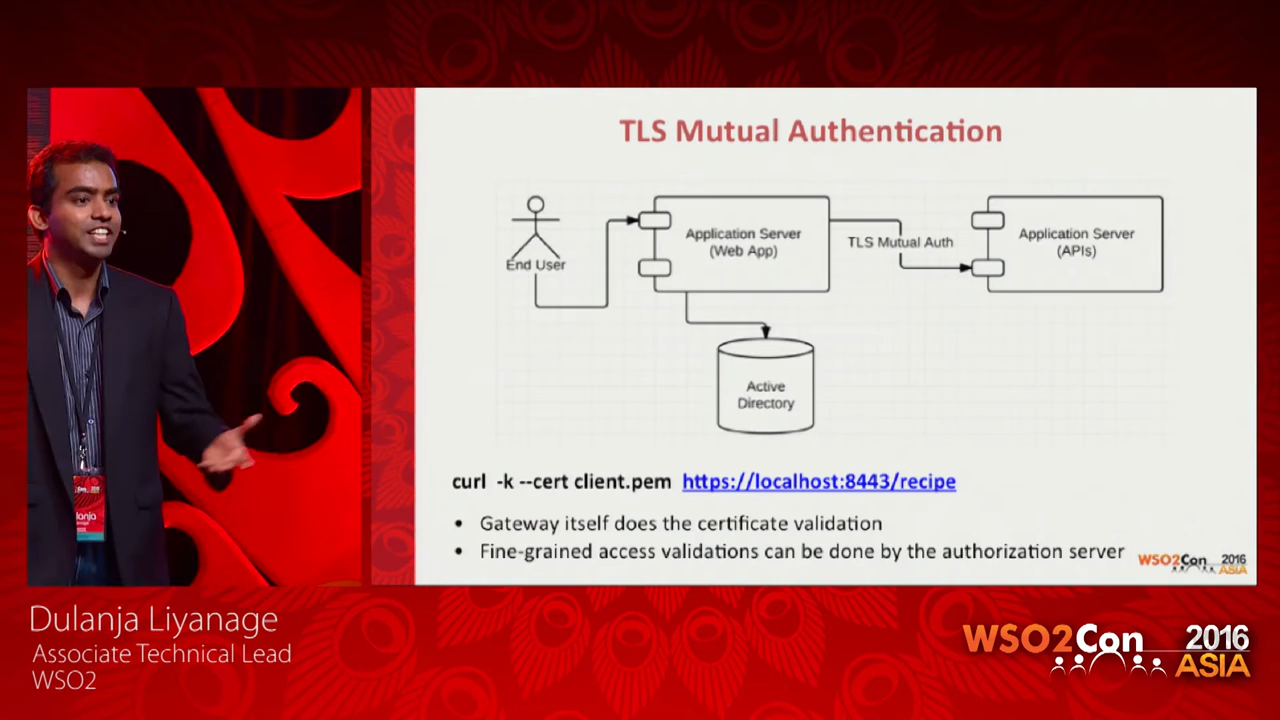 TLS Mutual Authentication
End User
Application Server
(Web App)
TLS Mutual Auth
Application Server
(APIs)
Active
Directory
curl -k --cert client.pem https://localhost:8443/recipe
• Gateway itself does the certificate validation
• Fine-grained access validations can be done by the authorization server
WSO2Con 2016
ASIA
Dulanja Liyanage
Associate Technical Lead
WSO2
WSO2Con 2016
ASIA